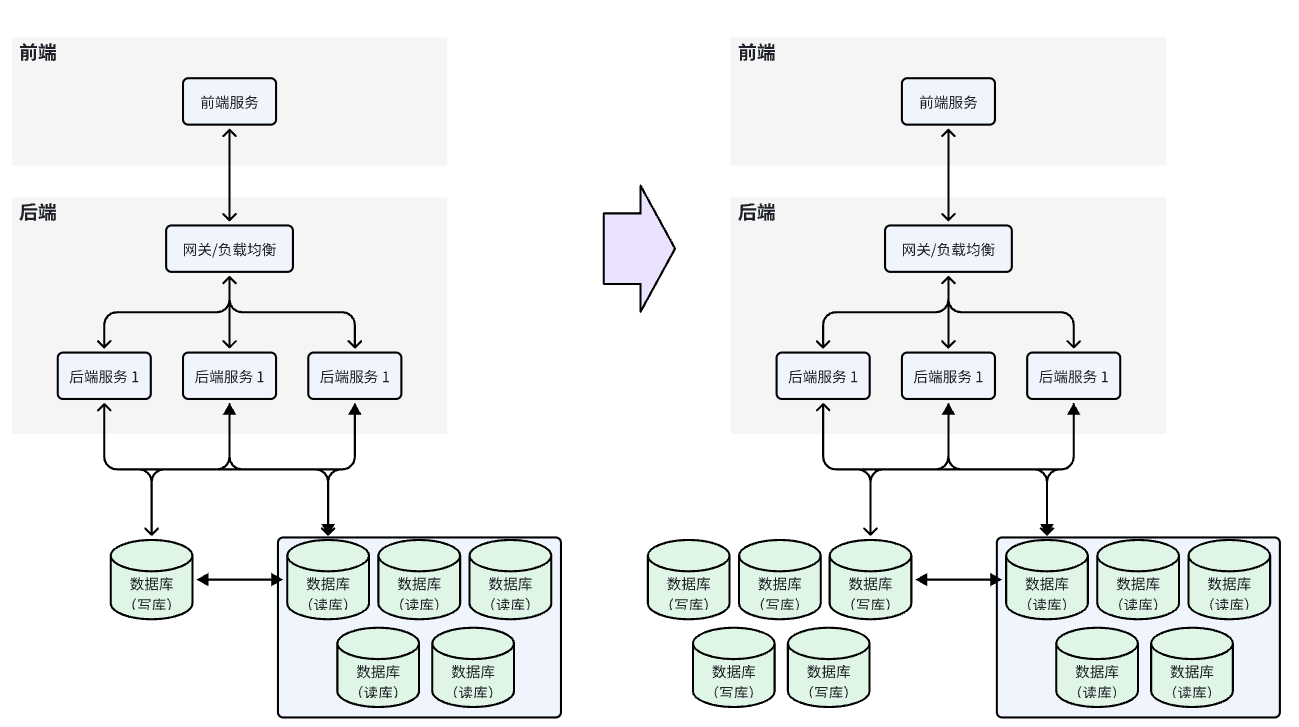 前端
前端服务
后端
网关/负载均衡
后端服务 1
后端服务 1
后端服务 1
数据库
（写库）
数据库
（读库）
数据库
（读库）
数据库
（读库）
数据库
（读库）
数据库
（读库）
前端
前端服务
后端
网关/负载均衡
后端服务 1
后端服务 1
后端服务 1
数据库
（写库）
数据库
（写库）
数据库
（写库）
数据库
（写库）
数据库
（写库）
数据库
（读库）
数据库
（读库）
数据库
（读库）
数据库
（读库）
数据库
（读库）